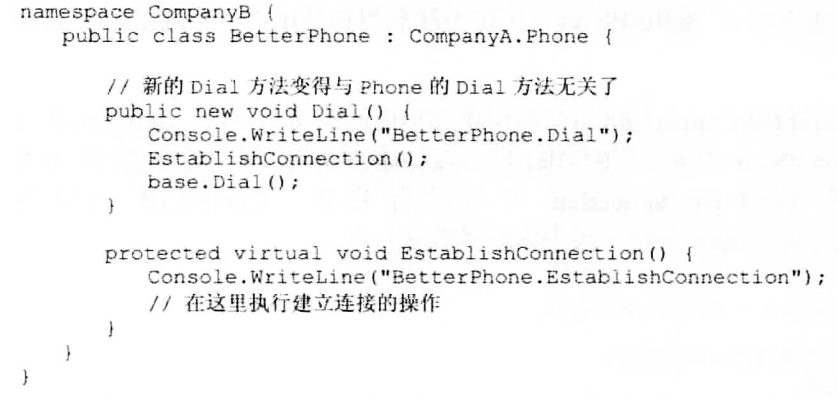 namespace CompanyB {
public class BetterPhone : CompanyA.Phone {
// 新的 Dial 方法变得与 Phone 的 Dial 方法无关了
public new void Dial() {
Console.WriteLine("BetterPhone.Dial");
EstablishConnection();
base.Dial();
}
protected virtual void EstablishConnection() {
Console.WriteLine("BetterPhone.EstablishConnection");
// 在这里执行建立连接的操作
}
}
}